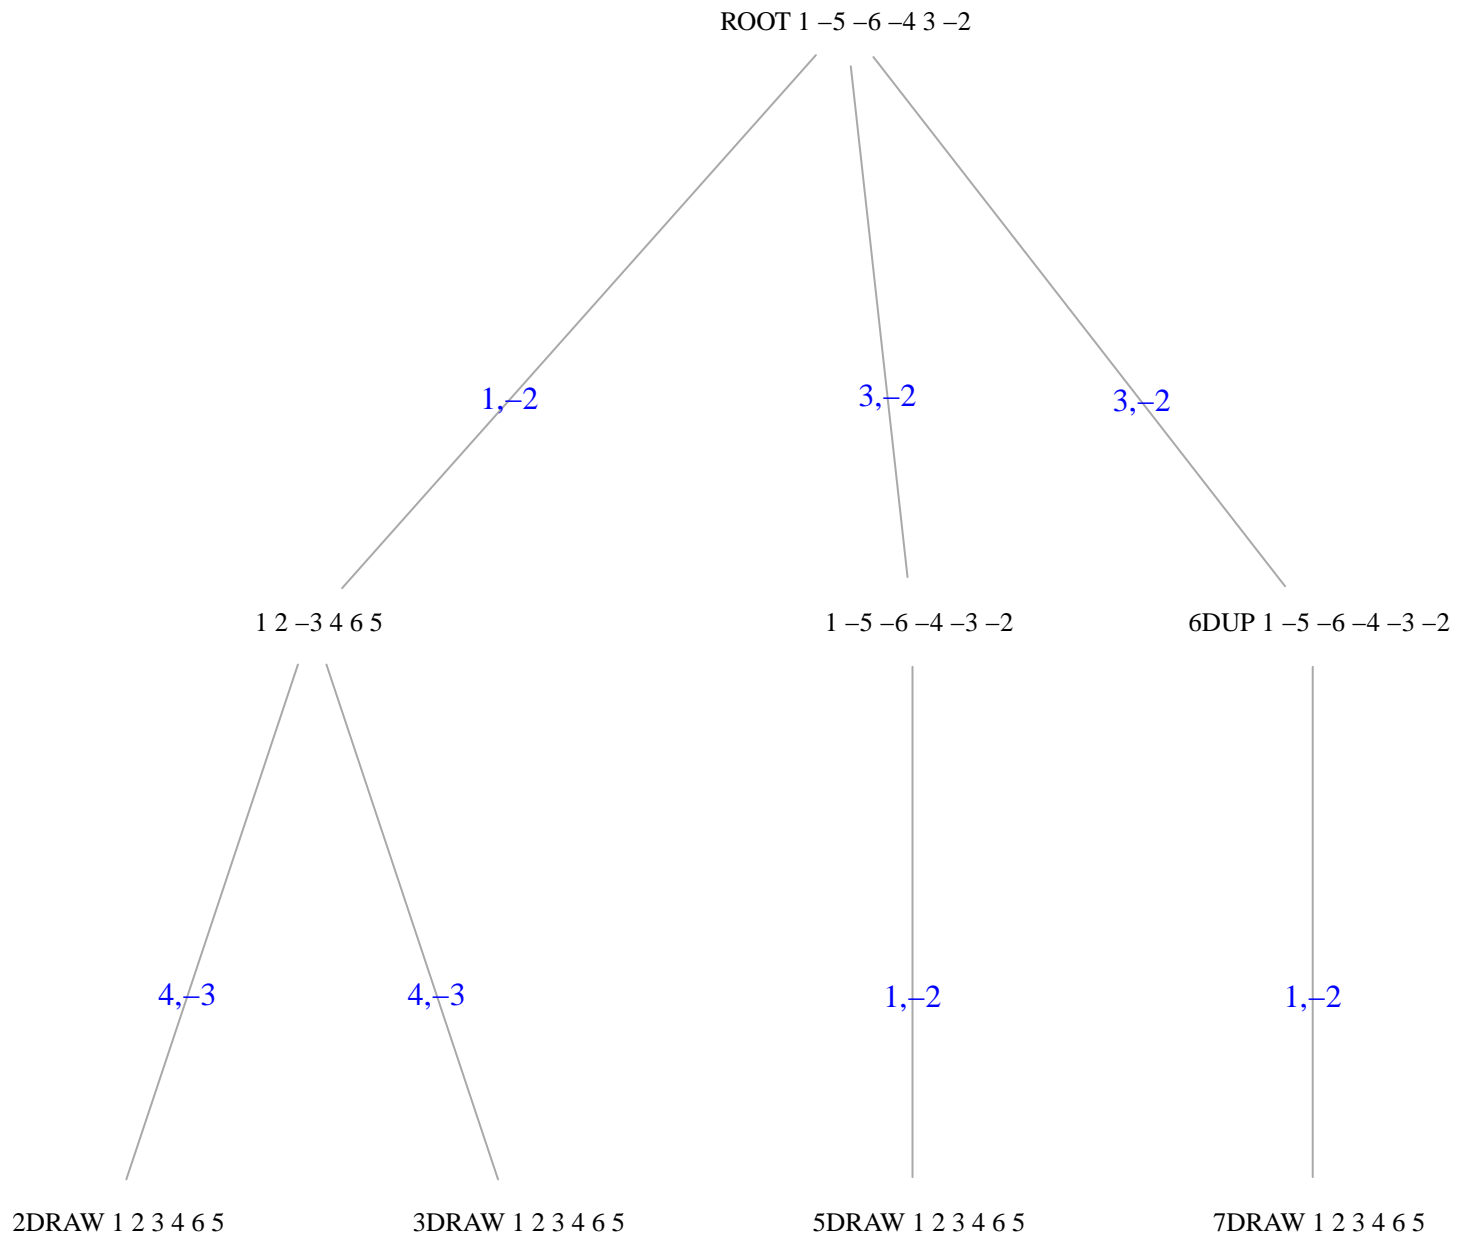 ROOT 1 –5 –6 –4 3 –2
1,–2
3,–2
3,–2
1 2 –3 4 6 5
1 –5 –6 –4 –3 –2
6DUP 1 –5 –6 –4 –3 –2
4,–3
4,–3
1,–2
1,–2
2DRAW 1 2 3 4 6 5
3DRAW 1 2 3 4 6 5
5DRAW 1 2 3 4 6 5
7DRAW 1 2 3 4 6 5